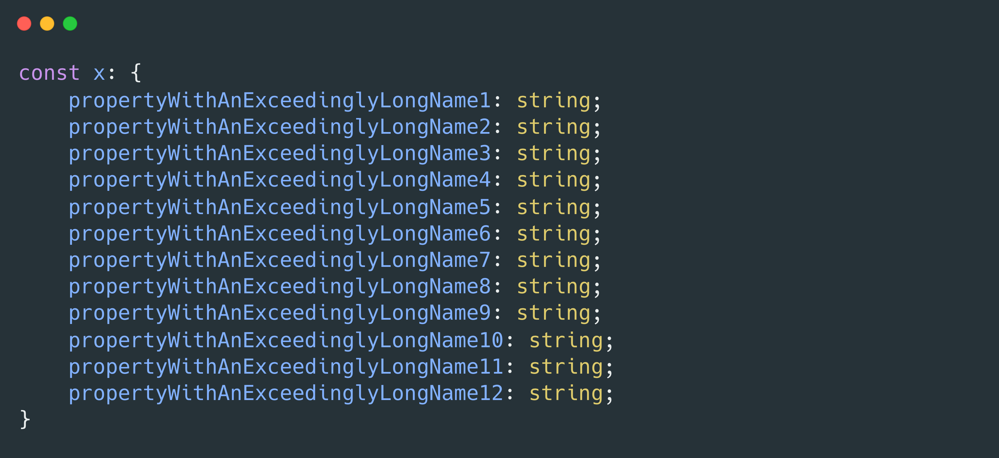 const x: {
    propertyWithAnExceedinglyLongName1: string;
    propertyWithAnExceedinglyLongName2: string;
    propertyWithAnExceedinglyLongName3: string;
    propertyWithAnExceedinglyLongName4: string;
    propertyWithAnExceedinglyLongName5: string;
    propertyWithAnExceedinglyLongName6: string;
    propertyWithAnExceedinglyLongName7: string;
    propertyWithAnExceedinglyLongName8: string;
    propertyWithAnExceedinglyLongName9: string;
    propertyWithAnExceedinglyLongName10: string;
    propertyWithAnExceedinglyLongName11: string;
    propertyWithAnExceedinglyLongName12: string;
}